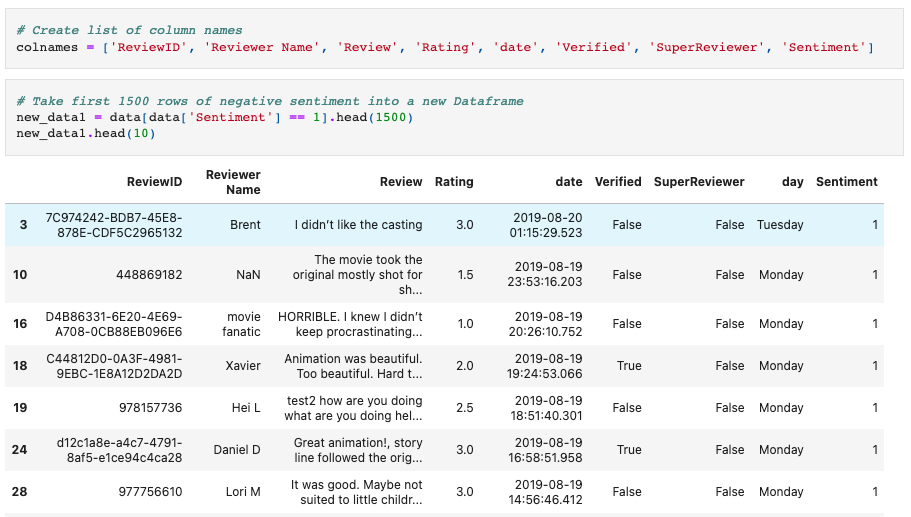 # Create list of column names
colnames = ['ReviewID', 'Reviewer Name', 'Review', 'Rating', 'date', 'Verified', 'SuperReviewer', 'Sentiment']
# Take first 1500 rows of negative sentiment into a new Dataframe
new_data1 = data[data['Sentiment'] == 1].head(1500)
new_data1.head(10)
ReviewID Reviewer Name Review Rating date Verified SuperReviewer day Sentiment
3 7C974242-BDB7-45E8-878E-CDF5C2965132 Brent I didn't like the casting 3.0 2019-08-20 01:15:29.523 False False Tuesday 1
10 448869182 NaN The movie took the original mostly shot for sh... 1.5 2019-08-19 23:53:16.203 False False Monday 1
16 D4B86331-6E20-4E69-A708-0CB88EB096E6 movie fanatic HORRIBLE. I knew I didn't keep procrastinating... 1.0 2019-08-19 20:26:10.752 False False Monday 1
18 C44812D0-0A3F-4981-9EBC-1E8A12D2DA2D Xavier Animation was beautiful. Too beautiful. Hard t... 2.0 2019-08-19 19:24:53.066 True False Monday 1
19 978157736 Hei L test2 how are you doing what are you doing hel... 2.5 2019-08-19 18:51:40.301 False False Monday 1
24 d12c1a8e-a4c7-4791-8af5-e1ce94c4ca28 Daniel D Great animation!, story line followed the orig... 3.0 2019-08-19 16:58:51.958 True False Monday 1
28 977756610 Lori M It was good. Maybe not suited to little childr... 3.0 2019-08-19 14:56:46.412 False False Monday 1